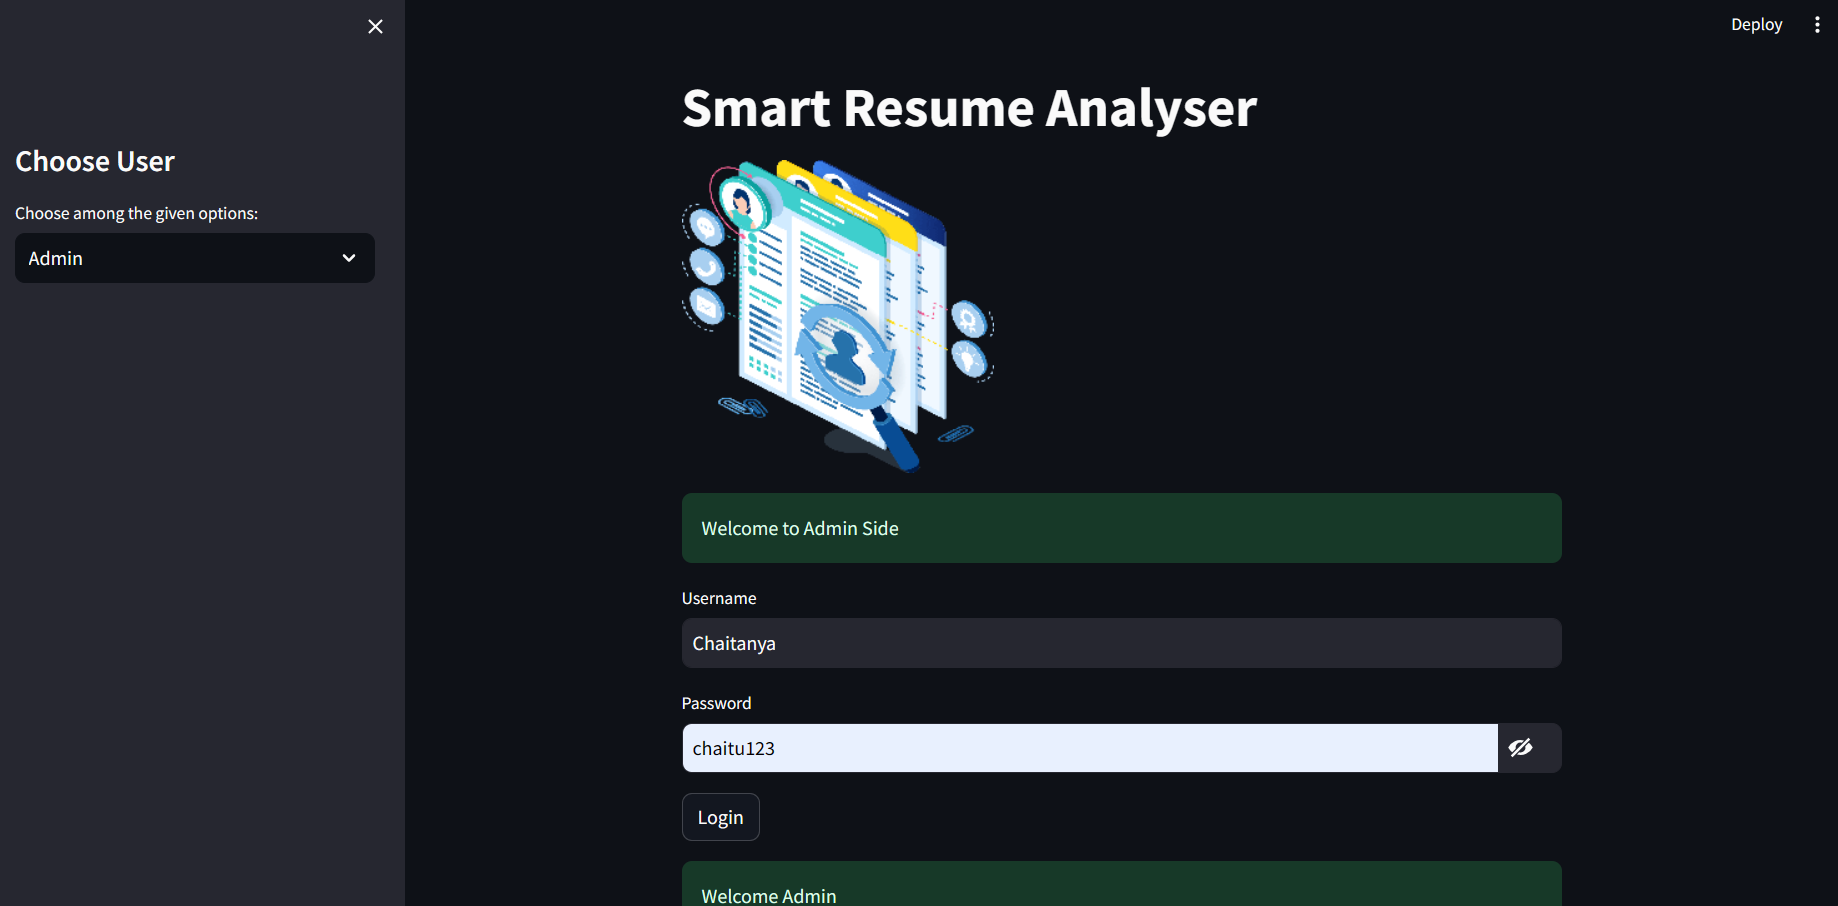 Deploy
Choose User
Choose among the given options:
Admin
Smart Resume Analyser
Welcome to Admin Side
Username
Chaitanya
Password
chaitu123
Login
Welcome Admin